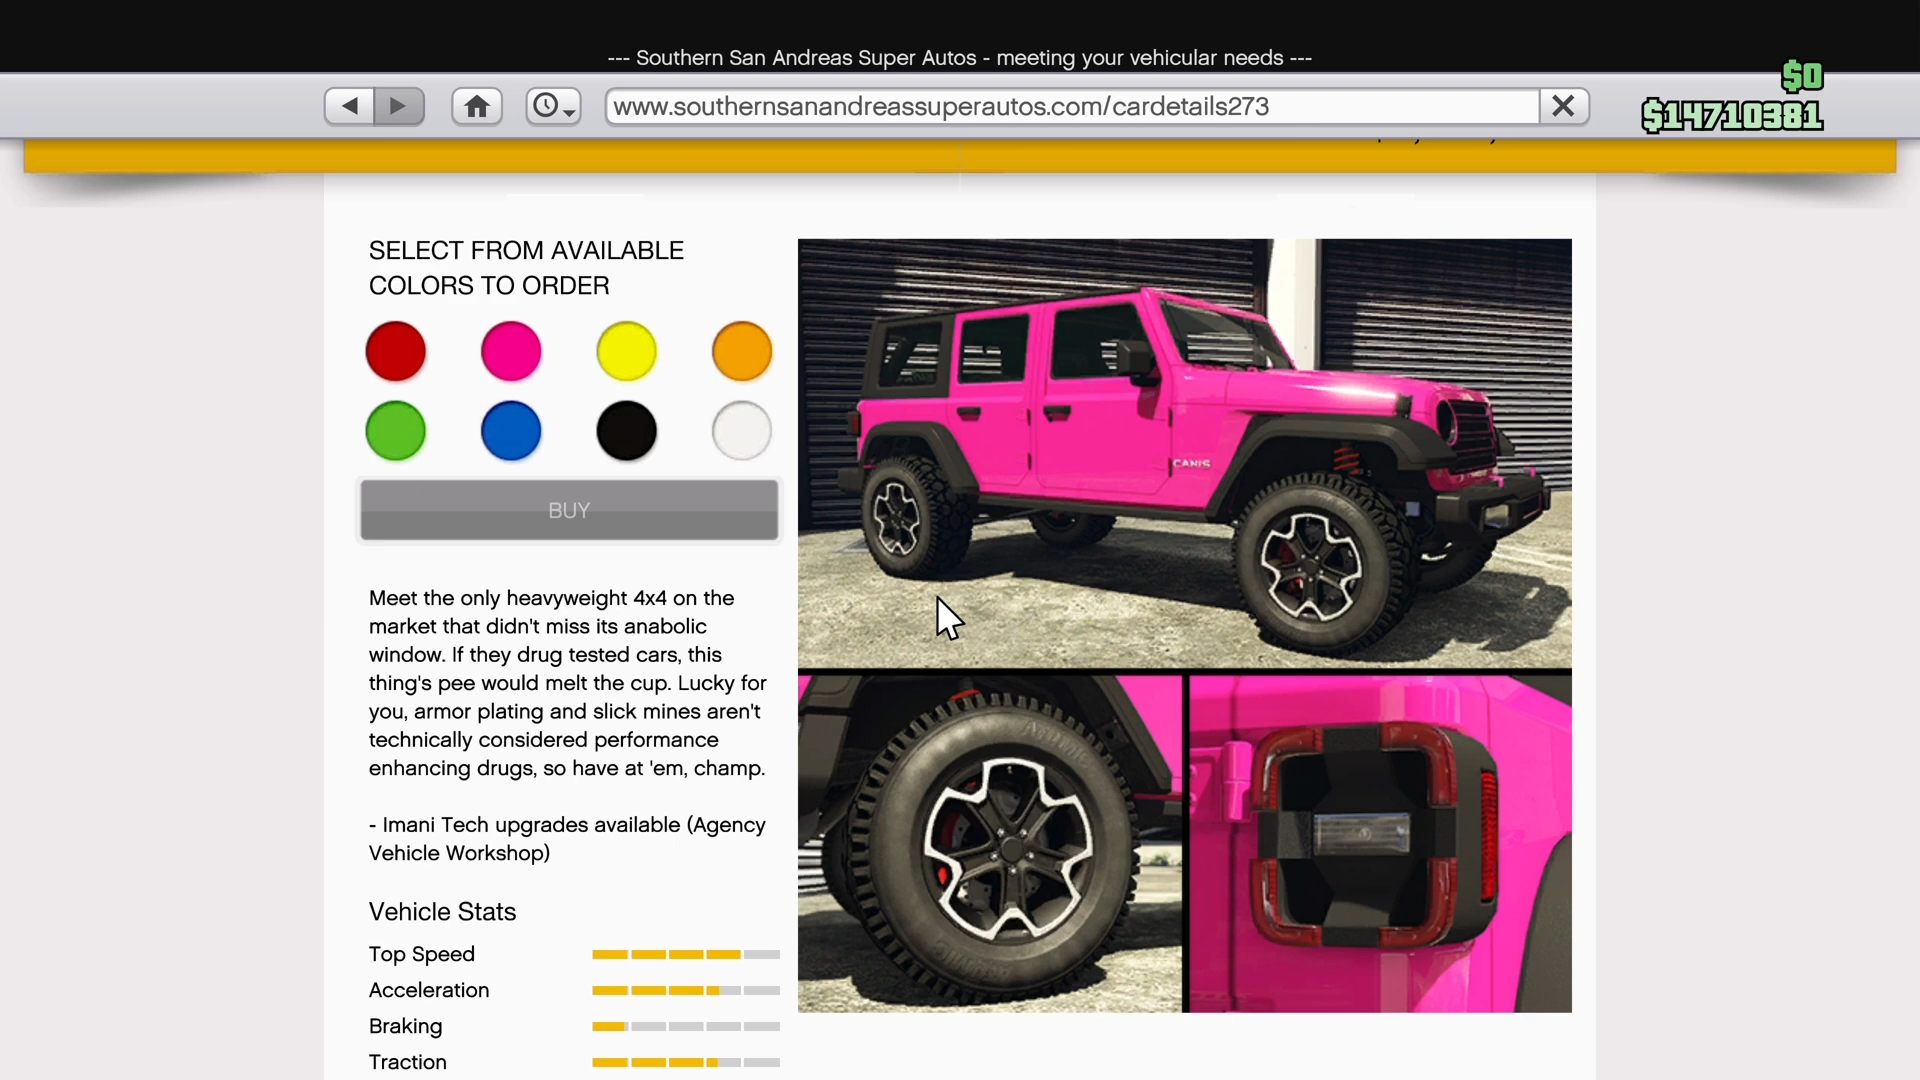 --- Southern San Andreas Super Autos - meeting your vehicular needs ---
$0
www.southernsanandreassuperautos.com/cardetails273
$14710381
SELECT FROM AVAILABLE
COLORS TO ORDER
BUY
Meet the only heavyweight 4x4 on the
market that didn't miss its anabolic
window. If they drug tested cars, this
thing's pee would melt the cup. Lucky for
you, armor plating and slick mines aren't
technically considered performance
enhancing drugs, so have at 'em, champ.
- Imani Tech upgrades available (Agency
Vehicle Workshop)
Vehicle Stats
Top Speed
Acceleration
Braking
Traction
CANIS
ATOMIC
ATOMIC